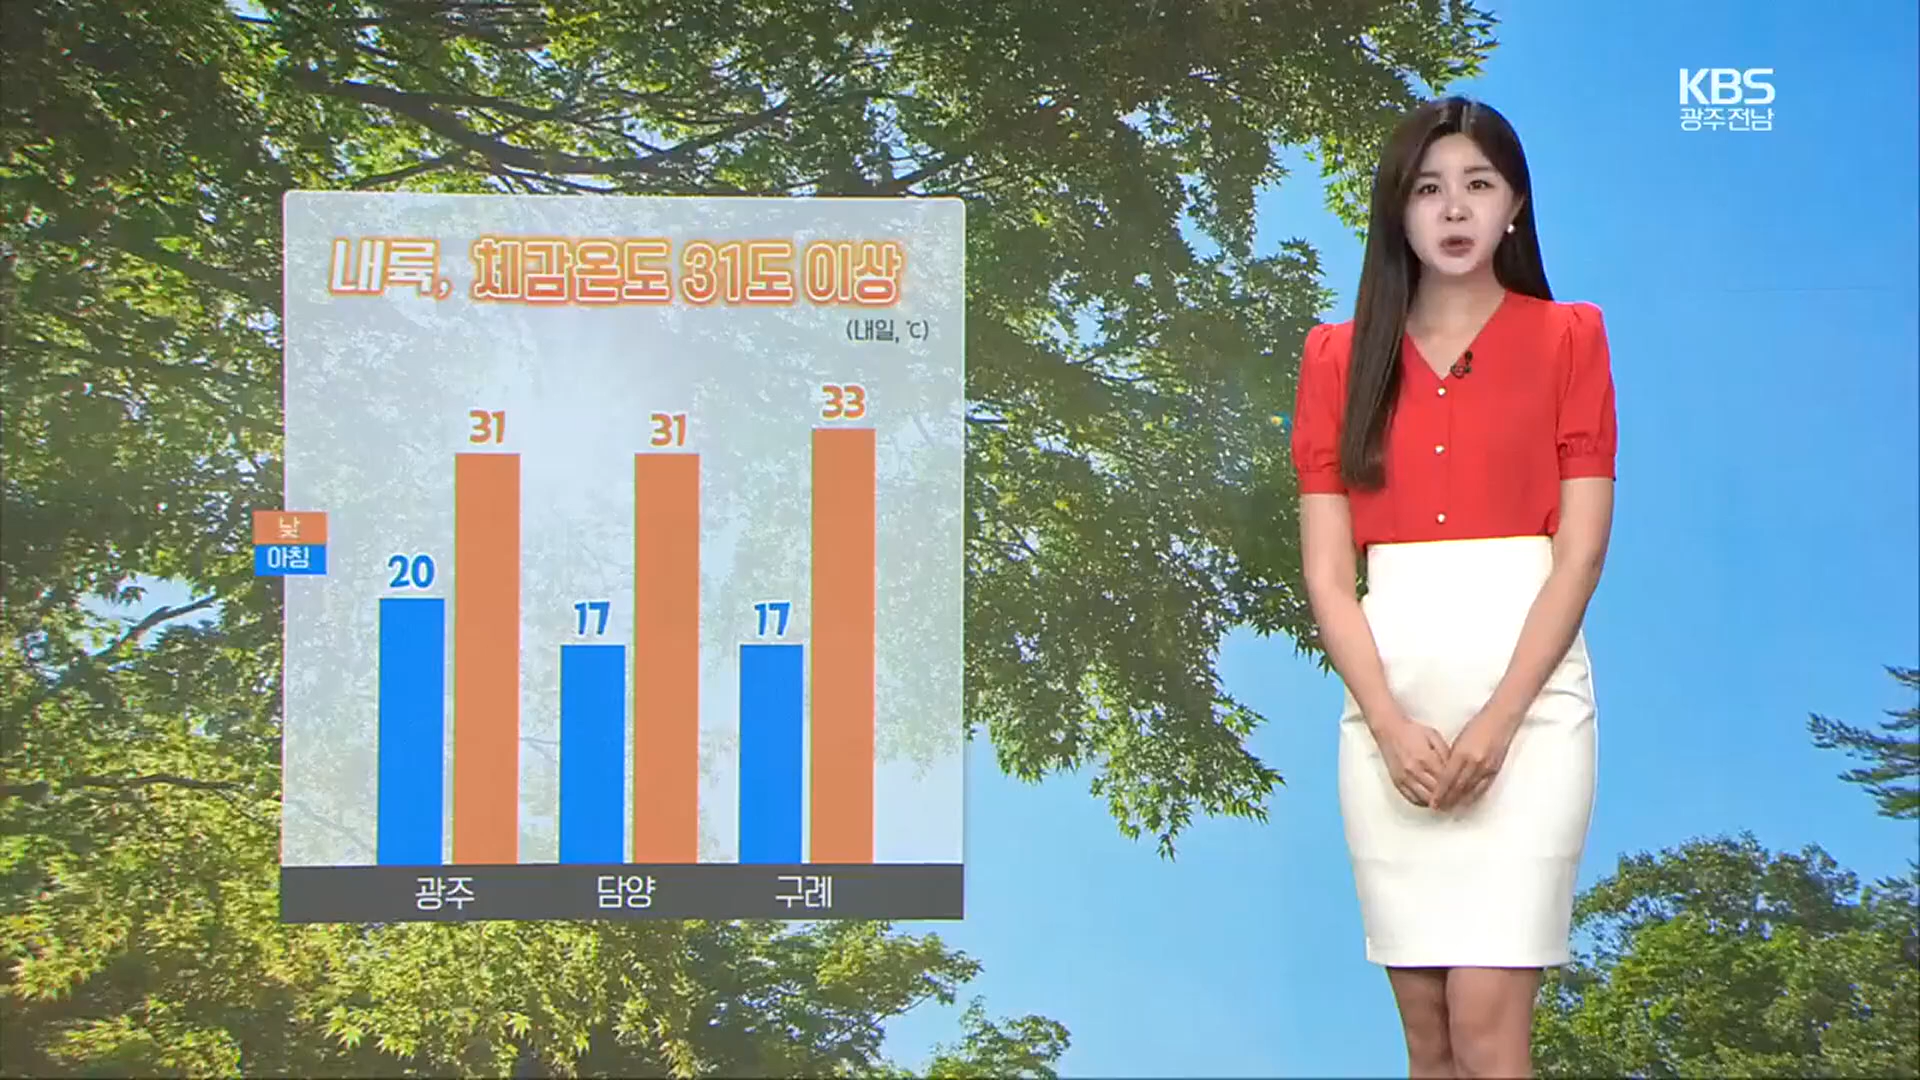 KBS
광주전남
내륙, 체감온도 31도 이상
(내일, ℃)
33
31
31
낮
아침
20
17
17
광주
담양
구례